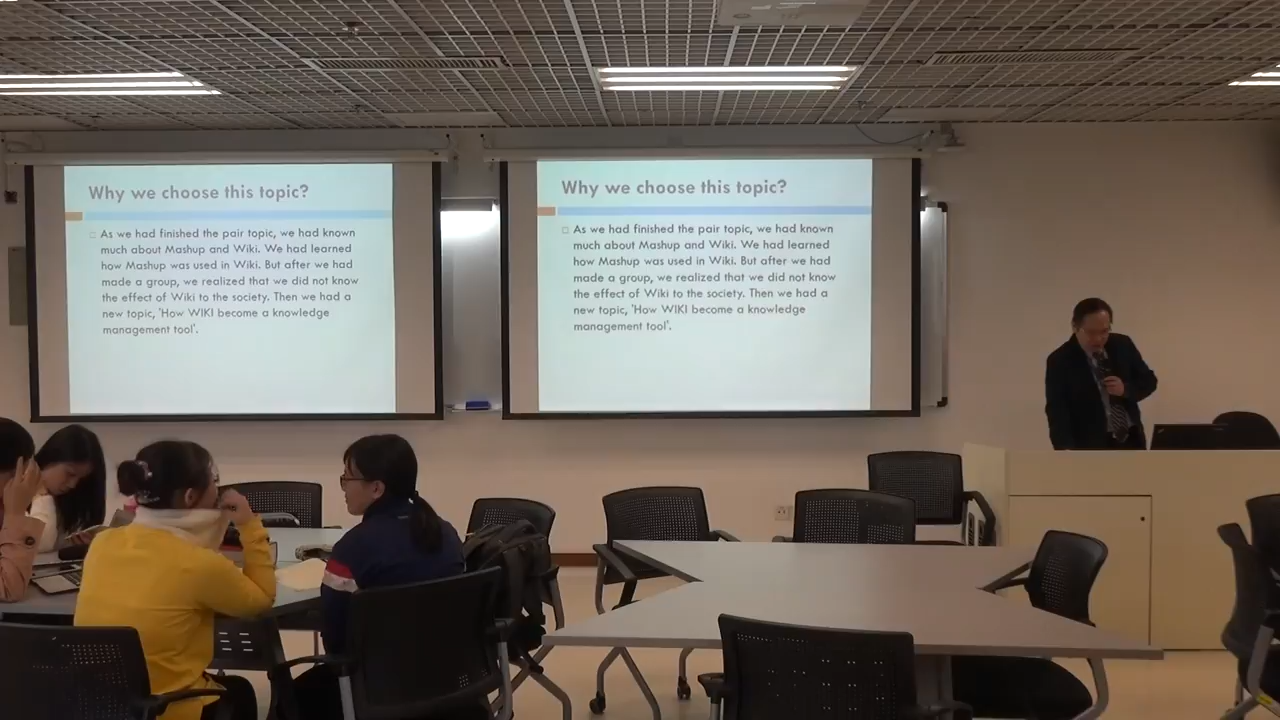 Why we choose this topic?
As we had finished the pair topic, we had known
much about Mashup and Wiki. We had learned
how Mashup was used in Wiki. But after we had
made a group, we realized that we did not know
the effect of Wiki to the society. Then we had a
new topic, 'How WIKI become a knowledge
management tool'.
Why we choose this topic?
As we had finished the pair topic, we had known
much about Mashup and Wiki. We had learned
how Mashup was used in Wiki. But after we had
made a group, we realized that we did not know
the effect of Wiki to the society. Then we had a
new topic, 'How WIKI become a knowledge
management tool'.